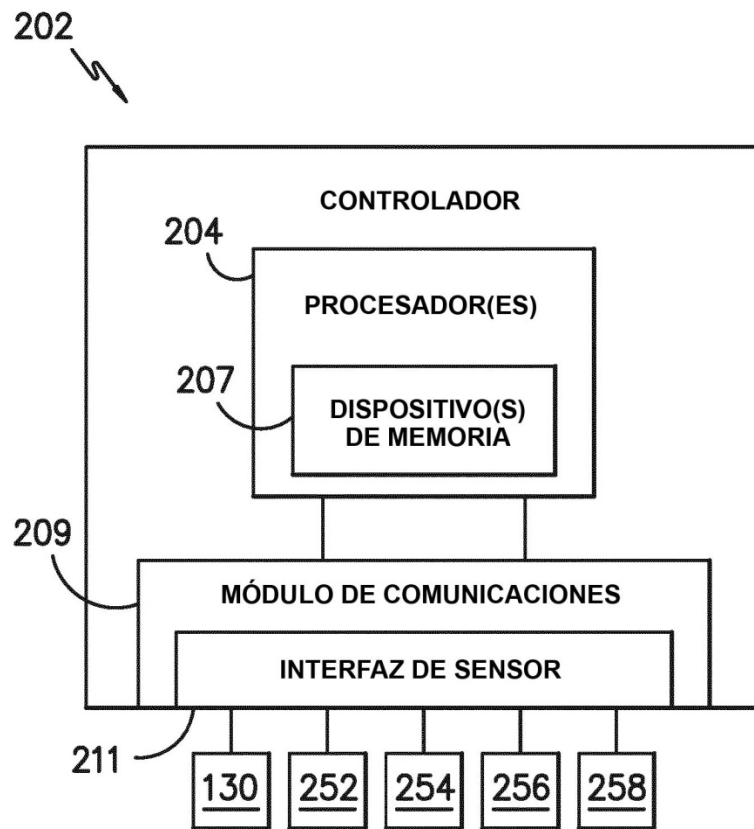 202
CONTROLADOR
204
PROCESADOR(ES)
207
DISPOSITIVO(S)
DE MEMORIA
209
MÓDULO DE COMUNICACIONES
INTERFAZ DE SENSOR
211
130 252 254 256 258